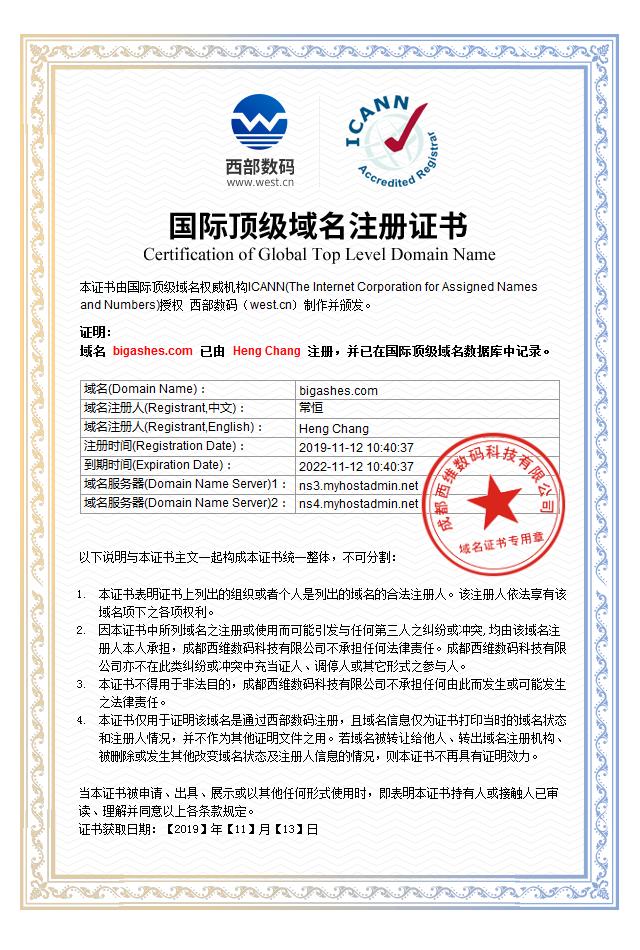 西部数码
www.west.cn
ICANN
Accredited Registrar
国际顶级域名注册证书
Certification of Global Top Level Domain Name
本证书由国际顶级域名权威机构ICANN(The Internet Corporation for Assigned Names
and Numbers)授权 西部数码（west.cn）制作并颁发。
证明：
域名 bigashes.com 已由 Heng Chang 注册，并已在国际顶级域名数据库中记录。
域名(Domain Name)： bigashes.com
域名注册人(Registrant,中文)： 常恒
域名注册人(Registrant,English)： Heng Chang
注册时间(Registration Date)： 2019-11-12 10:40:37
到期时间(Expiration Date)： 2022-11-12 10:40:37
域名服务器(Domain Name Server)1： ns3.myhostadmin.net
域名服务器(Domain Name Server)2： ns4.myhostadmin.net
成都西维数码科技有限公司
域名证书专用章
以下说明与本证书主文一起构成本证书统一整体，不可分割：
1. 本证书表明证书上列出的组织或者个人是列出的域名的合法注册人。该注册人依法享有该
域名项下之各项权利。
2. 因本证书中所列域名之注册或使用而可能引发与任何第三人之纠纷或冲突,均由该域名注
册人本人承担，成都西维数码科技有限公司不承担任何法律责任。成都西维数码科技有限
公司亦不在此类纠纷或冲突中充当证人、调停人或其它形式之参与人。
3. 本证书不得用于非法目的，成都西维数码科技有限公司不承担任何由此而发生或可能发生
之法律责任。
4. 本证书仅用于证明该域名是通过西部数码注册，且域名信息仅为证书打印当时的域名状态
和注册人情况，并不作为其他证明文件之用。若域名被转让给他人、转出域名注册机构、
被删除或发生其他改变域名状态及注册人信息的情况，则本证书不再具有证明效力。
当本证书被申请、出具、展示或以其他任何形式使用时，即表明本证书持有人或接触人已审
读、理解并同意以上各条款规定。
证书获取日期：【2019】年【11】月【13】日